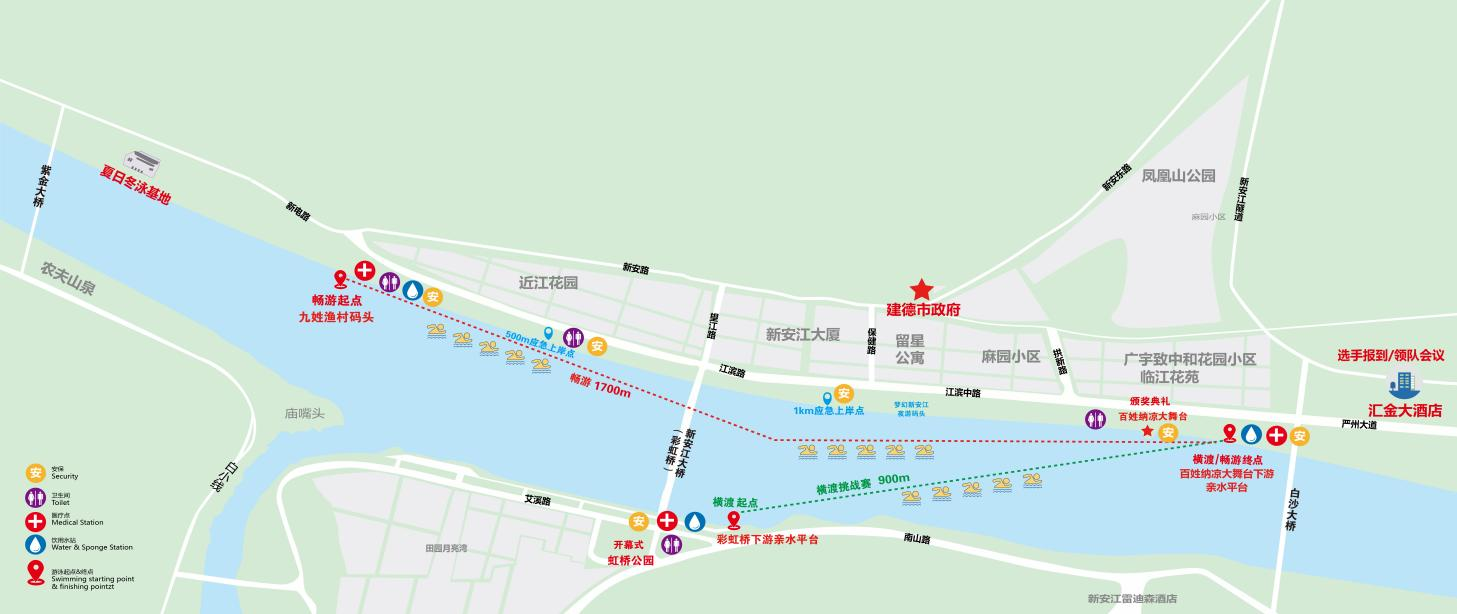 紫金大桥
夏日冬泳基地
农夫山泉
新电路
畅游起点
九姓渔村码头
近江花园
新安路
500m应急上岸点
畅游 1700m
望江路
江滨路
新安江大厦
保健路
建德市政府
留星
公寓
麻园小区
拱新路
新安东路
凤凰山公园
麻园小区
新安江隧道
广宇致中和花园小区
临江花苑
选手报到/领队会议
汇金大酒店
严州大道
江滨中路
1km应急上岸点
梦幻新安江
夜游码头
颁奖典礼
百姓纳凉大舞台
横渡/畅游终点
百姓纳凉大舞台下游
亲水平台
白沙大桥
庙嘴头
白小线
新安江大桥
(彩虹桥)
横渡挑战赛 900m
横渡起点
彩虹桥下游亲水平台
艾溪路
开幕式
虹桥公园
南山路
田园月亮湾
新安江雷迪森酒店
安
安
安
安
安
安
安保
Security
卫生间
Toilet
医疗点
Medical Station
饮用水站
Water & Sponge Station
游泳起点&终点
Swimming starting point
& finishing pointzt